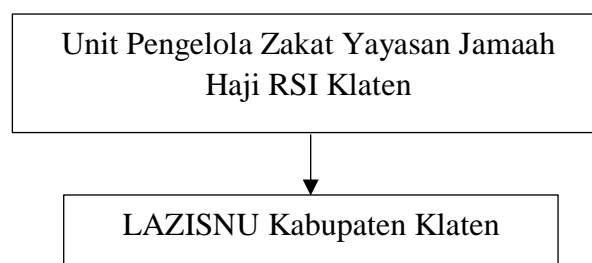 Unit Pengelola Zakat Yayasan Jamaah
Haji RSI Klaten
LAZISNU Kabupaten Klaten